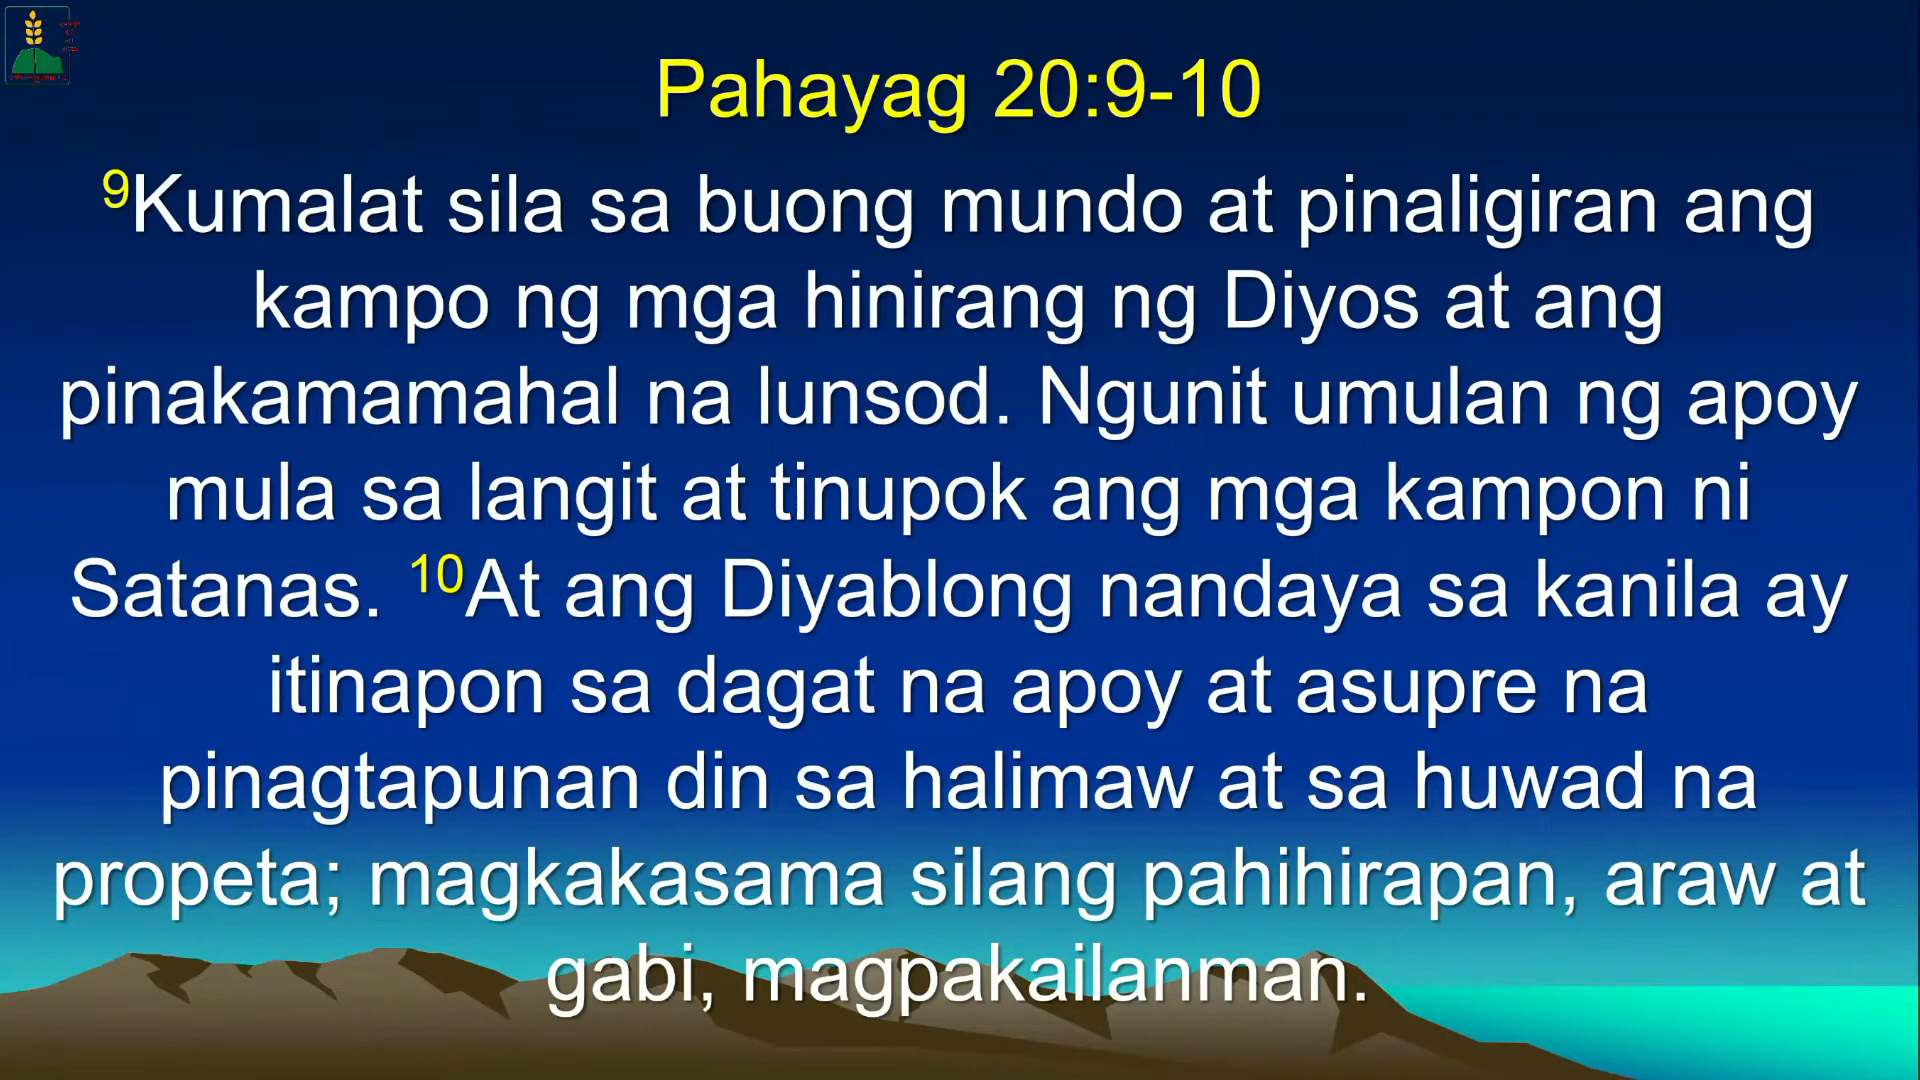 Pahayag 20:9-10
9Kumalat sila sa buong mundo at pinaligiran ang
kampo ng mga hinirang ng Diyos at ang
pinakamamahal na lunsod. Ngunit umulan ng apoy
mula sa langit at tinupok ang mga kampon ni
Satanas. 10At ang Diyablong nandaya sa kanila ay
itinapon sa dagat na apoy at asupre na
pinagtapunan din sa halimaw at sa huwad na
propeta; magkakasama silang pahihirapan, araw at
gabi, magpakailanman.